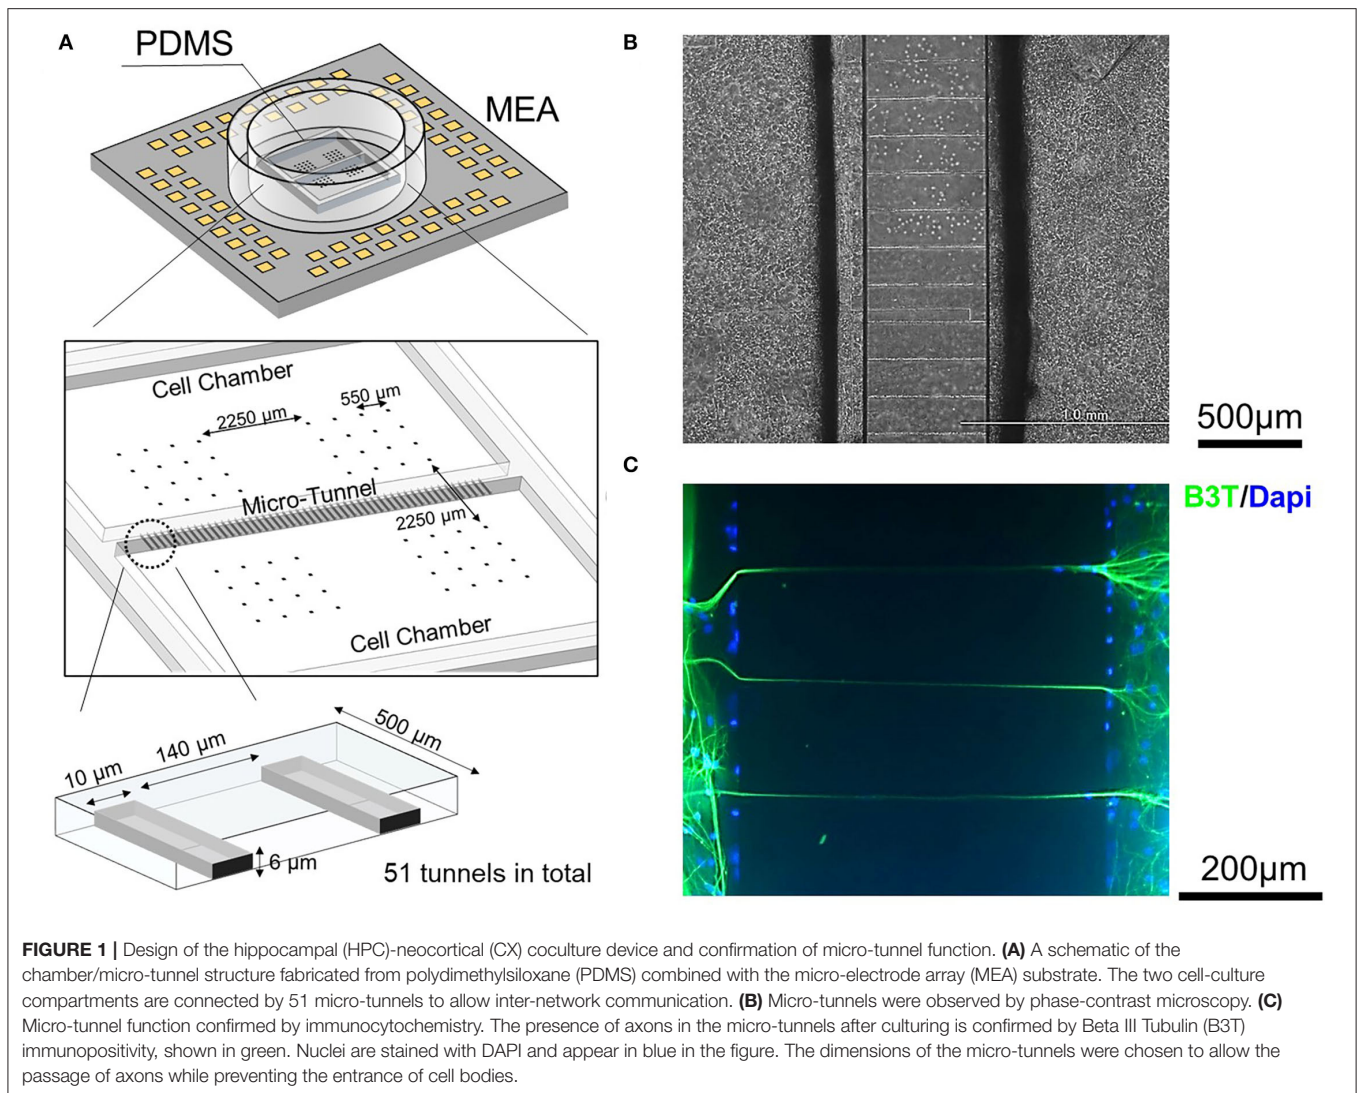 A
PDMS
MEA
Cell Chamber
550 µm
2250 µm
Micro-Tunnel
2250 µm
Cell Chamber
500 µm
140 µm
10 µm
6 µm
51 tunnels in total
B
1.0 mm
500µm
C
B3T/Dapi
200µm
FIGURE 1 | Design of the hippocampal (HPC)-neocortical (CX) coculture device and confirmation of micro-tunnel function. (A) A schematic of the
chamber/micro-tunnel structure fabricated from polydimethylsiloxane (PDMS) combined with the micro-electrode array (MEA) substrate. The two cell-culture
compartments are connected by 51 micro-tunnels to allow inter-network communication. (B) Micro-tunnels were observed by phase-contrast microscopy. (C)
Micro-tunnel function confirmed by immunocytochemistry. The presence of axons in the micro-tunnels after culturing is confirmed by Beta III Tubulin (B3T)
immunopositivity, shown in green. Nuclei are stained with DAPI and appear in blue in the figure. The dimensions of the micro-tunnels were chosen to allow the
passage of axons while preventing the entrance of cell bodies.